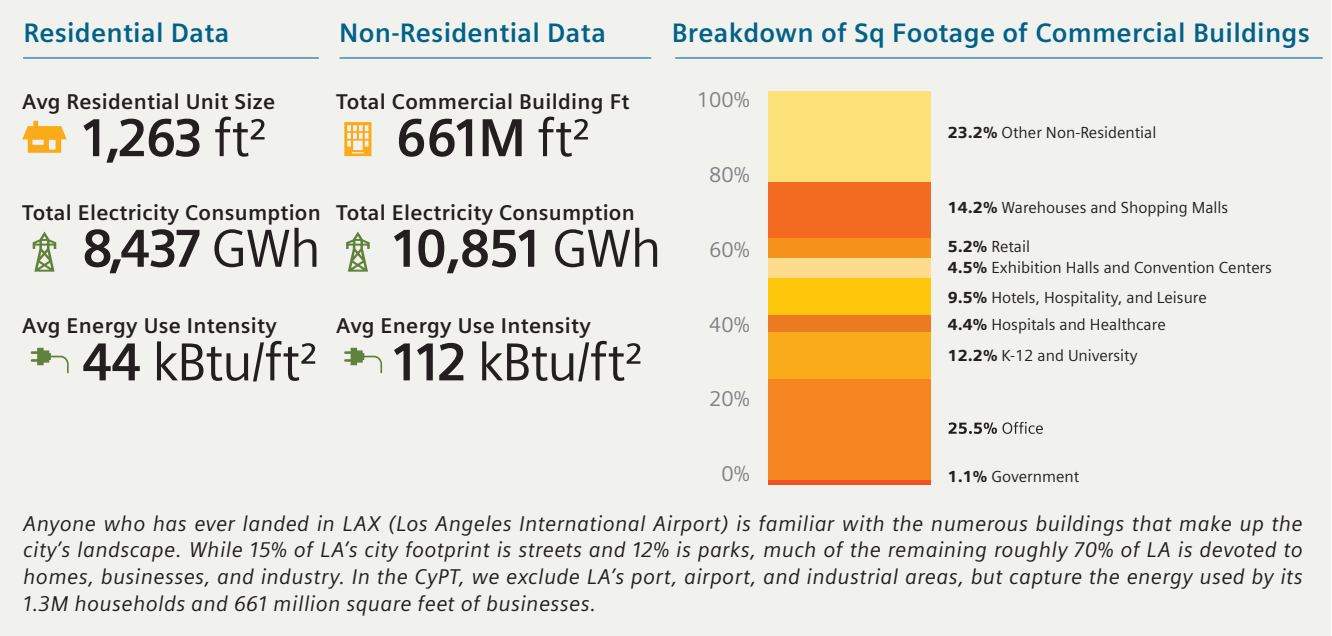 Residential Data
Avg Residential Unit Size
1,263 ft²
Total Electricity Consumption
8,437 GWh
Avg Energy Use Intensity
44 kBtu/ft²
Non-Residential Data
Total Commercial Building Ft
661M ft²
Total Electricity Consumption
10,851 GWh
Avg Energy Use Intensity
112 kBtu/ft²
Breakdown of Sq Footage of Commercial Buildings
100%
80%
60%
40%
20%
0%
23.2% Other Non-Residential
14.2% Warehouses and Shopping Malls
5.2% Retail
4.5% Exhibition Halls and Convention Centers
9.5% Hotels, Hospitality, and Leisure
4.4% Hospitals and Healthcare
12.2% K-12 and University
25.5% Office
1.1% Government
Anyone who has ever landed in LAX (Los Angeles International Airport) is familiar with the numerous buildings that make up the
city's landscape. While 15% of LA's city footprint is streets and 12% is parks, much of the remaining roughly 70% of LA is devoted to
homes, businesses, and industry. In the CyPT, we exclude LA's port, airport, and industrial areas, but capture the energy used by its
1.3M households and 661 million square feet of businesses.